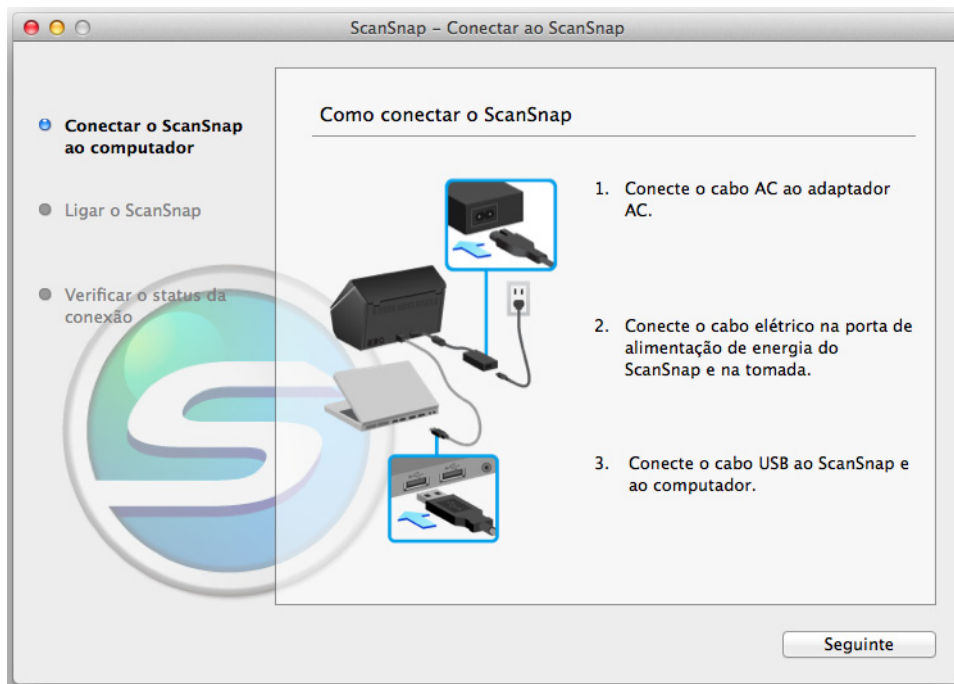 ScanSnap – Conectar ao ScanSnap
Conectar o ScanSnap
ao computador
Ligar o ScanSnap
Verificar o status da
conexão
Como conectar o ScanSnap
1. Conecte o cabo AC ao adaptador
AC.
2. Conecte o cabo elétrico na porta de
alimentação de energia do
ScanSnap e na tomada.
3. Conecte o cabo USB ao ScanSnap e
ao computador.
Seguinte